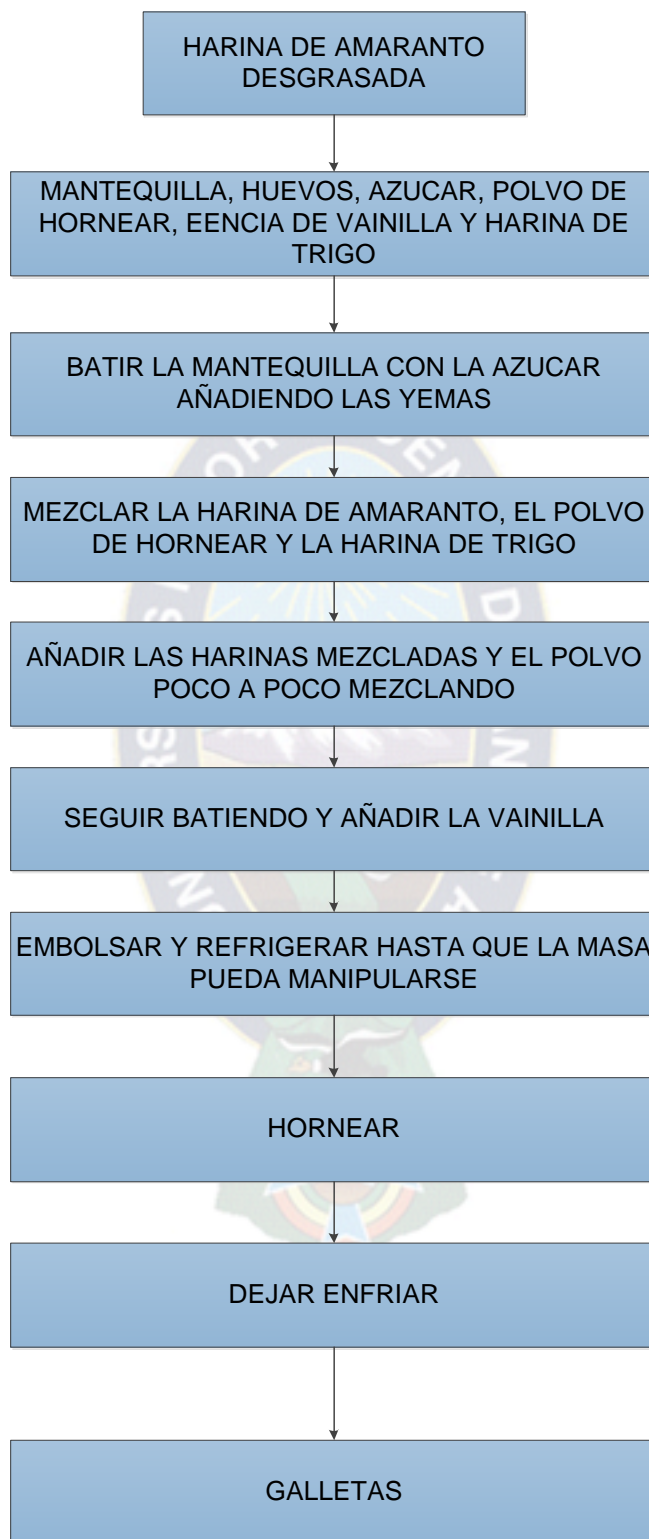 HARINA DE AMARANTO
DESGRASADA
MANTEQUILLA, HUEVOS, AZUCAR, POLVO DE
HORNEAR, EENCIA DE VAINILLA Y HARINA DE
TRIGO
BATIR LA MANTEQUILLA CON LA AZUCAR
AÑADIENDO LAS YEMAS
MEZCLAR LA HARINA DE AMARANTO, EL POLVO
DE HORNEAR Y LA HARINA DE TRIGO
AÑADIR LAS HARINAS MEZCLADAS Y EL POLVO
POCO A POCO MEZCLANDO
SEGUIR BATIENDO Y AÑADIR LA VAINILLA
EMBOLSAR Y REFRIGERAR HASTA QUE LA MASA
PUEDA MANIPULARSE
HORNEAR
DEJAR ENFRIAR
GALLETAS